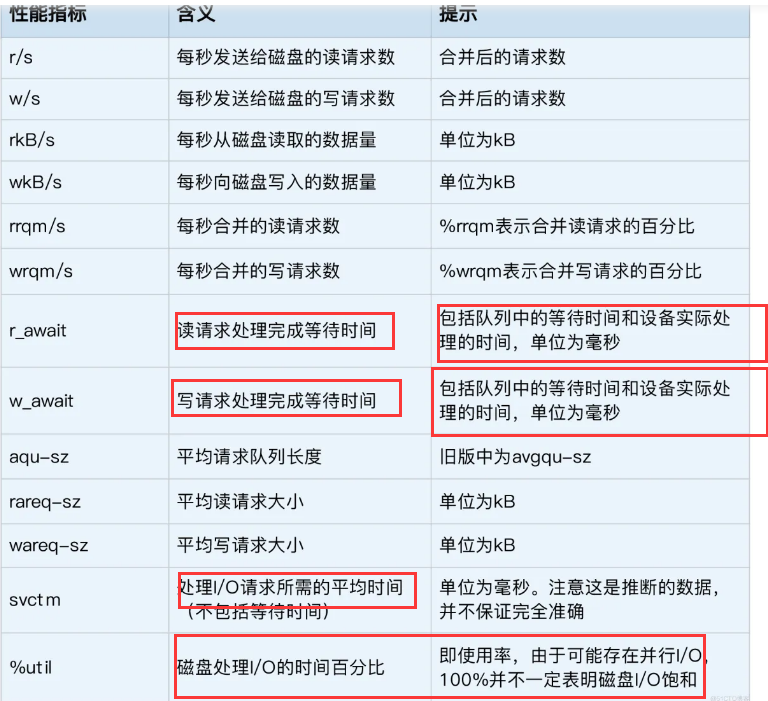 性能指标 含义 提示
r/s 每秒发送给磁盘的读请求数 合并后的请求数
w/s 每秒发送给磁盘的写请求数 合并后的请求数
rkB/s 每秒从磁盘读取的数据量 单位为kB
wkB/s 每秒向磁盘写入的数据量 单位为kB
rrqm/s 每秒合并的读请求数 %rrqm表示合并读请求的百分比
wrqm/s 每秒合并的写请求数 %wrqm表示合并写请求的百分比
r_await 读请求处理完成等待时间 包括队列中的等待时间和设备实际处
理的时间，单位为毫秒
w_await 写请求处理完成等待时间 包括队列中的等待时间和设备实际处
理的时间，单位为毫秒
aqu-sz 平均请求队列长度 旧版中为avgqu-sz
rareq-sz 平均读请求大小 单位为kB
wareq-sz 平均写请求大小 单位为kB
svctm 处理I/O请求所需的平均时间 单位为毫秒。注意这是推断的数据，
（不包括等待时间） 并不保证完全准确
%util 磁盘处理I/O的时间百分比 即使用率，由于可能存在并行I/O，
100%并不一定表明磁盘I/O饱和